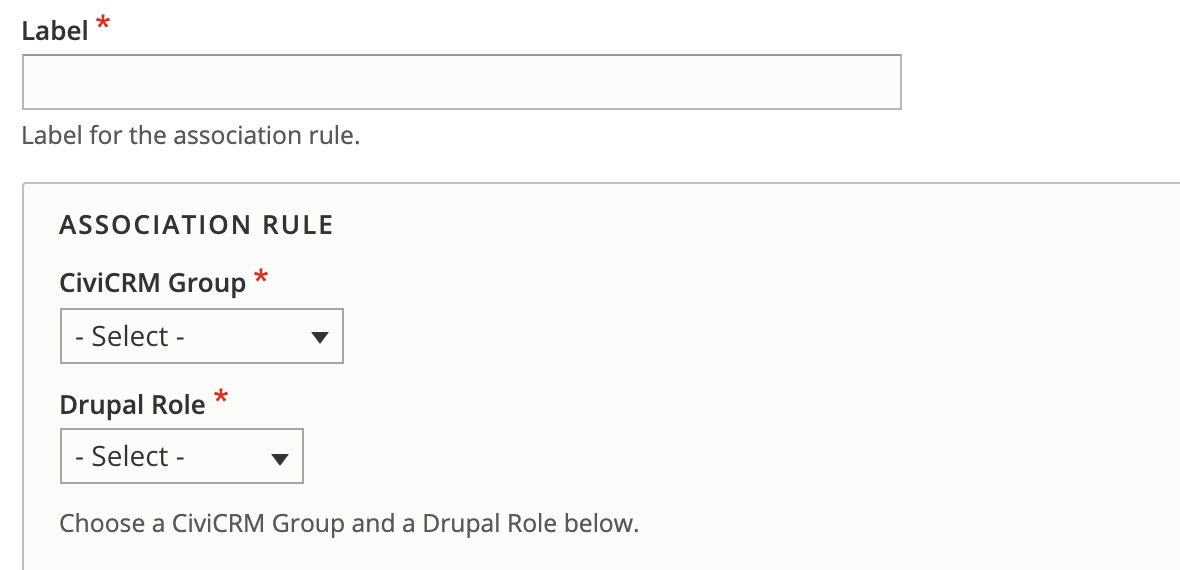 Label *
Label for the association rule.
ASSOCIATION RULE
CiviCRM Group *
- Select -
Drupal Role *
- Select -
Choose a CiviCRM Group and a Drupal Role below.